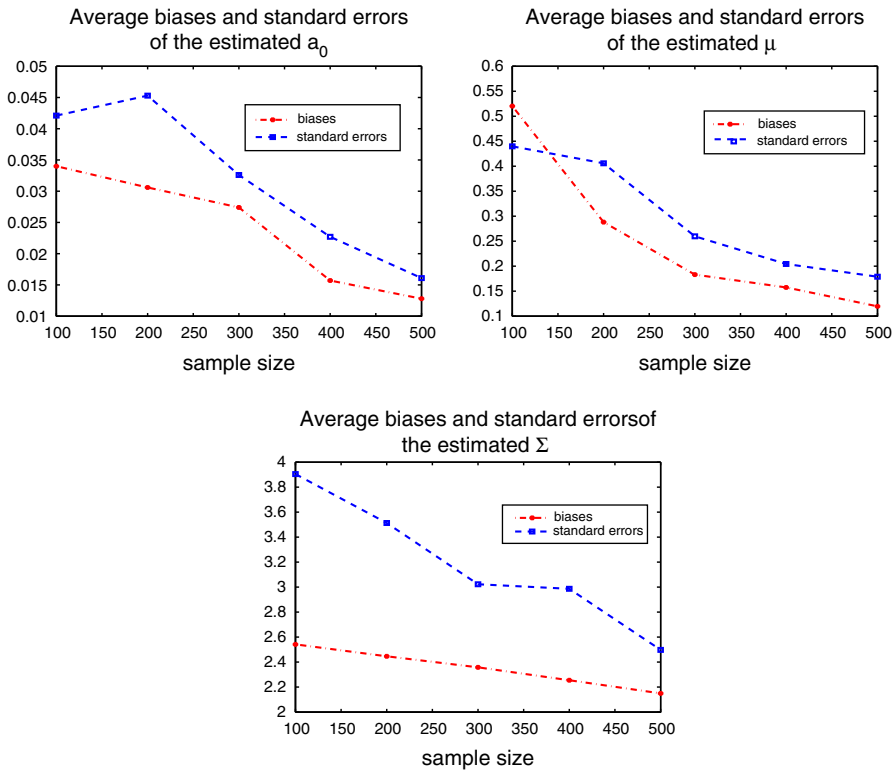 Average biases and standard errors
of the estimated a₀
0.05
0.045
0.04
0.035
0.03
0.025
0.02
0.015
0.01
biases
standard errors
100 150 200 250 300 350 400 450 500
sample size
Average biases and standard errors
of the estimated μ
0.6
0.55
0.5
0.45
0.4
0.35
0.3
0.25
0.2
0.15
0.1
biases
standard errors
100 150 200 250 300 350 400 450 500
sample size
Average biases and standard errorsof
the estimated Σ
4
3.8
3.6
3.4
3.2
3
2.8
2.6
2.4
2.2
2
biases
standard errors
100 150 200 250 300 350 400 450 500
sample size